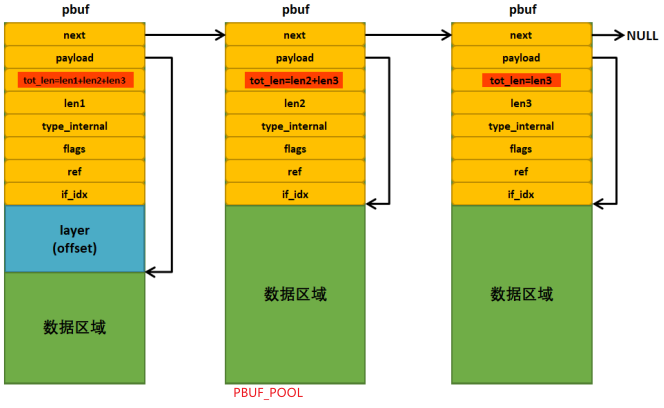 pbuf
next
payload
tot_len=len1+len2+len3
len1
type_internal
flags
ref
if_idx
layer
(offset)
数据区域
pbuf
next
payload
tot_len=len2+len3
len2
type_internal
flags
ref
if_idx
数据区域
PBUF_POOL
pbuf
next
payload
tot_len=len3
len3
type_internal
flags
ref
if_idx
数据区域
NULL